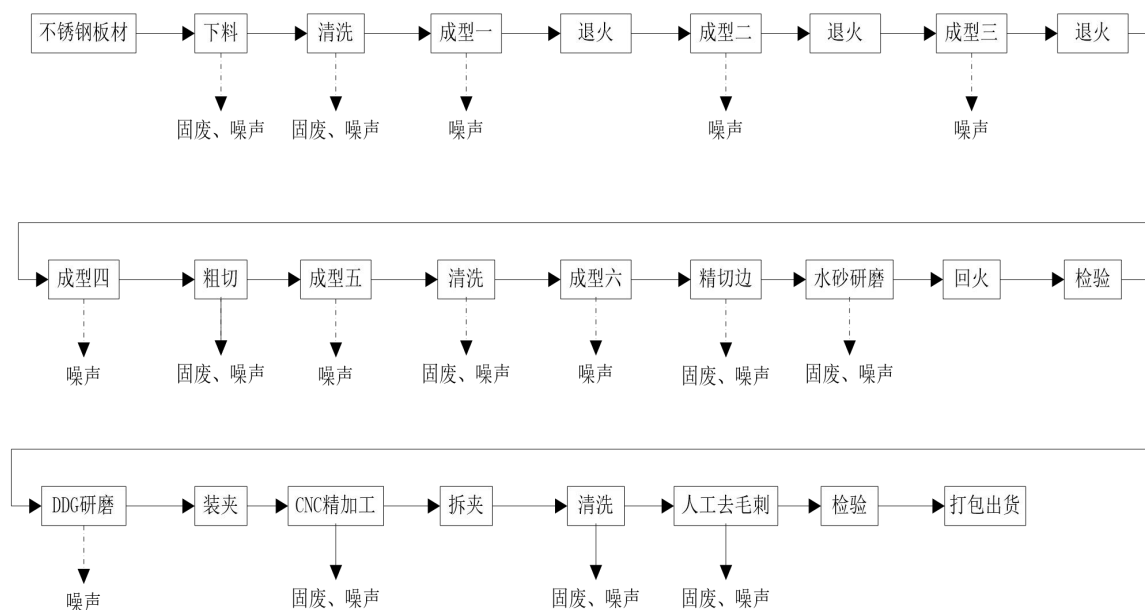 不锈钢板材 下料 清洗 成型一 退火 成型二 退火 成型三 退火
固废、噪声 固废、噪声 噪声 噪声 噪声
成型四 粗切 成型五 清洗 成型六 精切边 水砂研磨 回火 检验
噪声 固废、噪声 噪声 固废、噪声 噪声 固废、噪声 固废、噪声
DDG研磨 装夹 CNC精加工 拆夹 清洗 人工去毛刺 检验 打包出货
噪声 固废、噪声 固废、噪声 固废、噪声